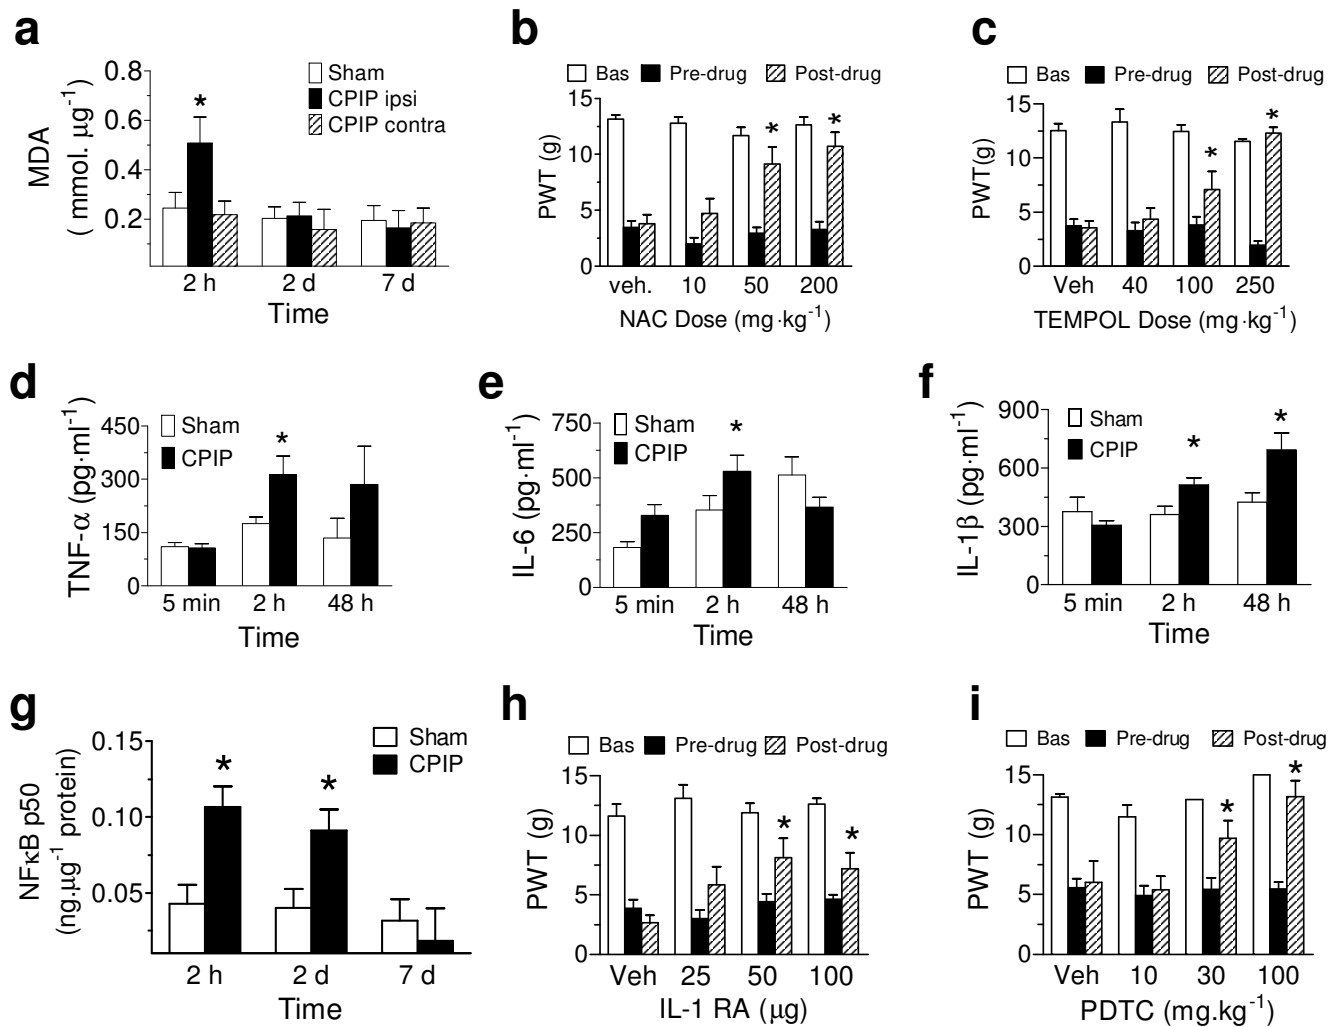 a
MDA
( mmol. µg⁻¹)
0.8
0.6
0.4
0.2
Sham
CPIP ipsi
CPIP contra
*
2 h 2 d 7 d
Time
b
Bas Pre-drug Post-drug
PWT (g)
15
10
5
0
* *
veh. 10 50 200
NAC Dose (mg·kg⁻¹)
c
Bas Pre-drug Post-drug
PWT(g)
15
10
5
0
* *
Veh 40 100 250
TEMPOL Dose (mg·kg⁻¹)
d
TNF-α (pg·ml⁻¹)
450
300
150
0
Sham
CPIP
*
5 min 2 h 48 h
Time
e
IL-6 (pg·ml⁻¹)
750
500
250
0
Sham
CPIP
*
5 min 2 h 48 h
Time
f
IL-1β (pg·ml⁻¹)
900
600
300
0
Sham
CPIP
* *
5 min 2 h 48 h
Time
g
NFκB p50
(ng.µg⁻¹ protein)
0.15
0.10
0.05
Sham
CPIP
* *
2 h 2 d 7 d
Time
h
Bas Pre-drug Post-drug
PWT (g)
15
10
5
0
* *
Veh 25 50 100
IL-1 RA (µg)
i
Bas Pre-drug Post-drug
PWT (g)
15
10
5
0
* *
Veh 10 30 100
PDTC (mg.kg⁻¹)